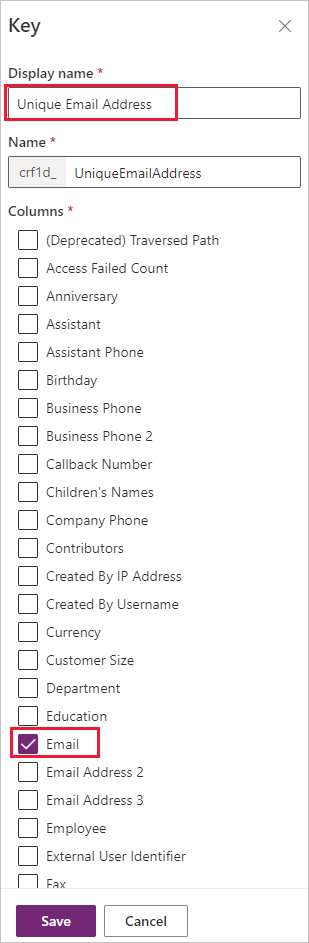 Key
Display name *
Unique Email Address
Name *
crf1d_ UniqueEmailAddress
Columns *
(Deprecated) Traversed Path
Access Failed Count
Anniversary
Assistant
Assistant Phone
Birthday
Business Phone
Business Phone 2
Callback Number
Children's Names
Company Phone
Contributors
Created By IP Address
Created By Username
Currency
Customer Size
Department
Education
Email
Email Address 2
Email Address 3
Employee
External User Identifier
Fax
Save Cancel